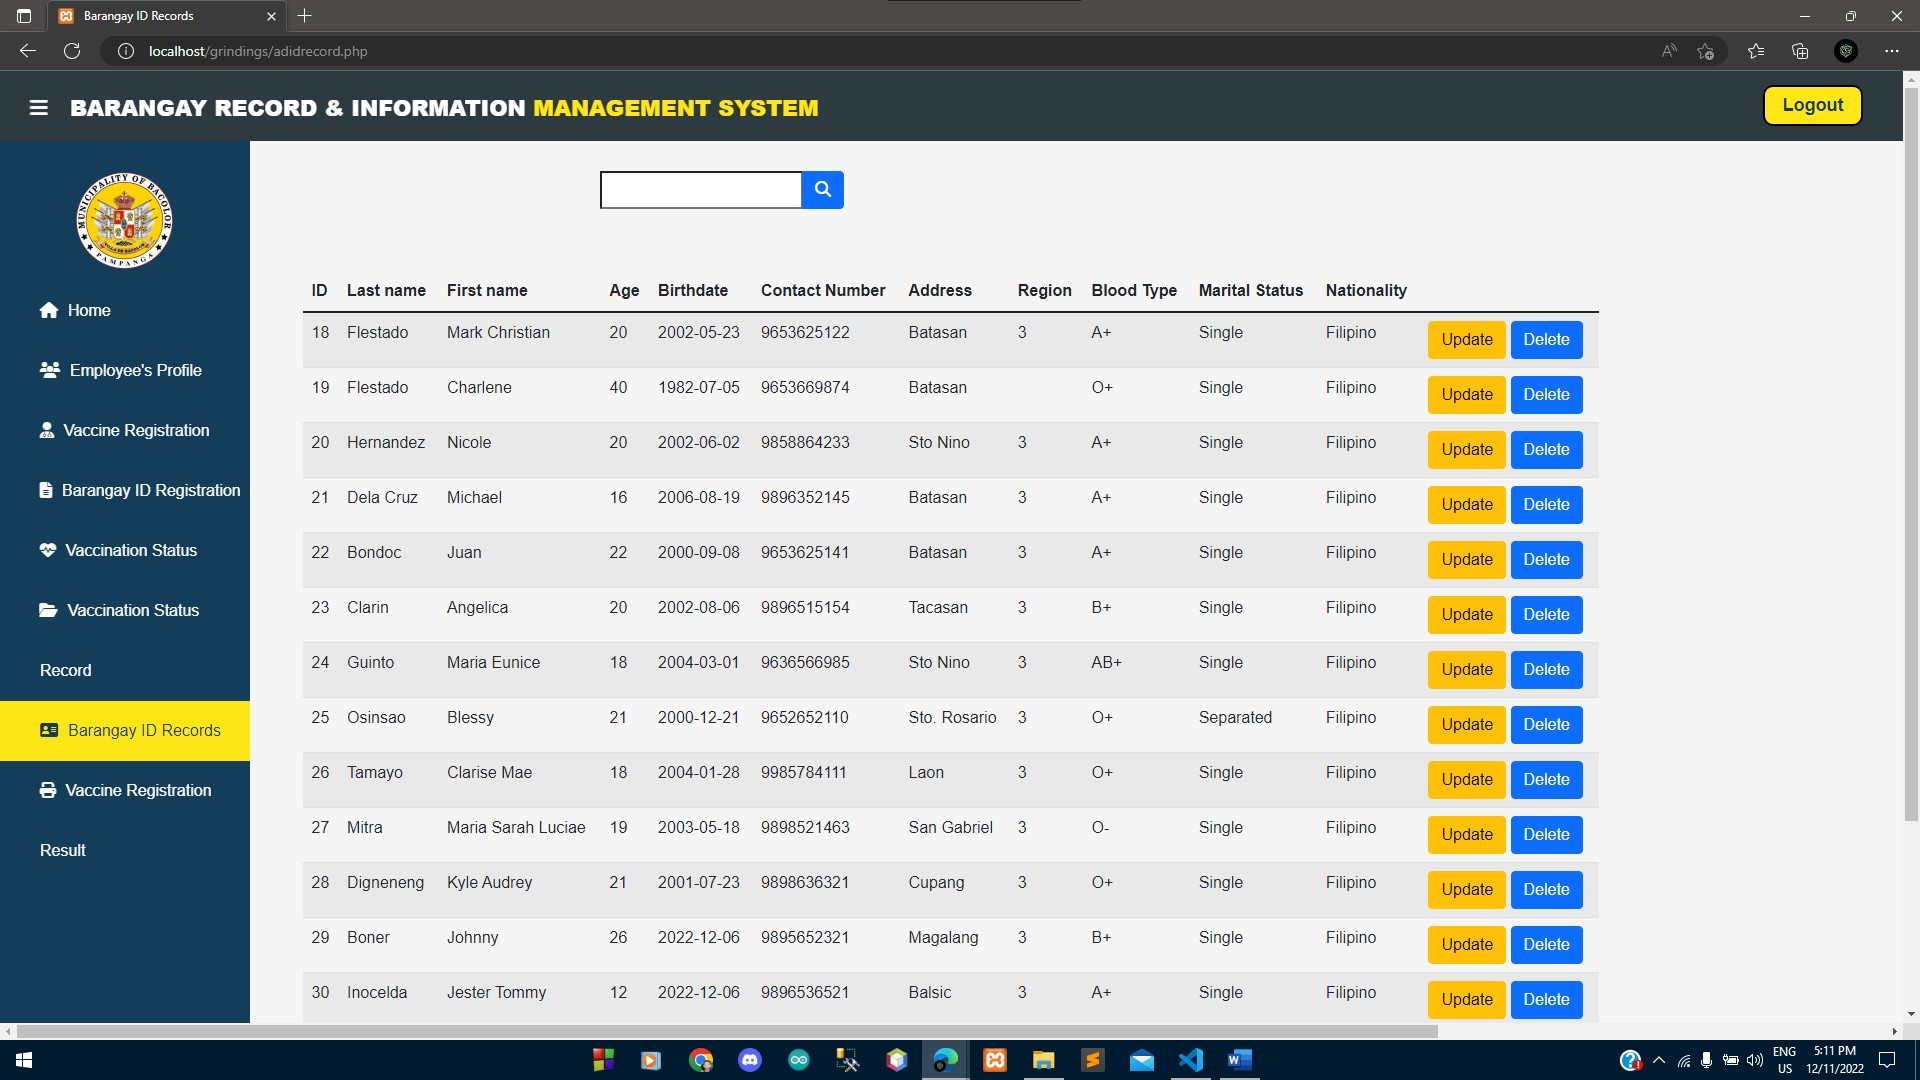 Barangay ID Records
localhost/grindings/adidrecord.php
BARANGAY RECORD & INFORMATION MANAGEMENT SYSTEM
Logout
MUNICIPALITY OF BACOLOR
VILLA DE BACOLOR
PAMPANGA
Home
Employee's Profile
Vaccine Registration
Barangay ID Registration
Vaccination Status
Vaccination Status
Record
Barangay ID Records
Vaccine Registration
Result
ID Last name First name Age Birthdate Contact Number Address Region Blood Type Marital Status Nationality
18 Flestado Mark Christian 20 2002-05-23 9653625122 Batasan 3 A+ Single Filipino Update Delete
19 Flestado Charlene 40 1982-07-05 9653669874 Batasan O+ Single Filipino Update Delete
20 Hernandez Nicole 20 2002-06-02 9858864233 Sto Nino 3 A+ Single Filipino Update Delete
21 Dela Cruz Michael 16 2006-08-19 9896352145 Batasan 3 A+ Single Filipino Update Delete
22 Bondoc Juan 22 2000-09-08 9653625141 Batasan 3 A+ Single Filipino Update Delete
23 Clarin Angelica 20 2002-08-06 9896515154 Tacasan 3 B+ Single Filipino Update Delete
24 Guinto Maria Eunice 18 2004-03-01 9636566985 Sto Nino 3 AB+ Single Filipino Update Delete
25 Osinsao Blessy 21 2000-12-21 9652652110 Sto. Rosario 3 O+ Separated Filipino Update Delete
26 Tamayo Clarise Mae 18 2004-01-28 9985784111 Laon 3 O+ Single Filipino Update Delete
27 Mitra Maria Sarah Luciae 19 2003-05-18 9898521463 San Gabriel 3 O- Single Filipino Update Delete
28 Digneneng Kyle Audrey 21 2001-07-23 9898636321 Cupang 3 O+ Single Filipino Update Delete
29 Boner Johnny 26 2022-12-06 9895652321 Magalang 3 B+ Single Filipino Update Delete
30 Inocelda Jester Tommy 12 2022-12-06 9896536521 Balsic 3 A+ Single Filipino Update Delete
ENG 5:11 PM
US 12/11/2022